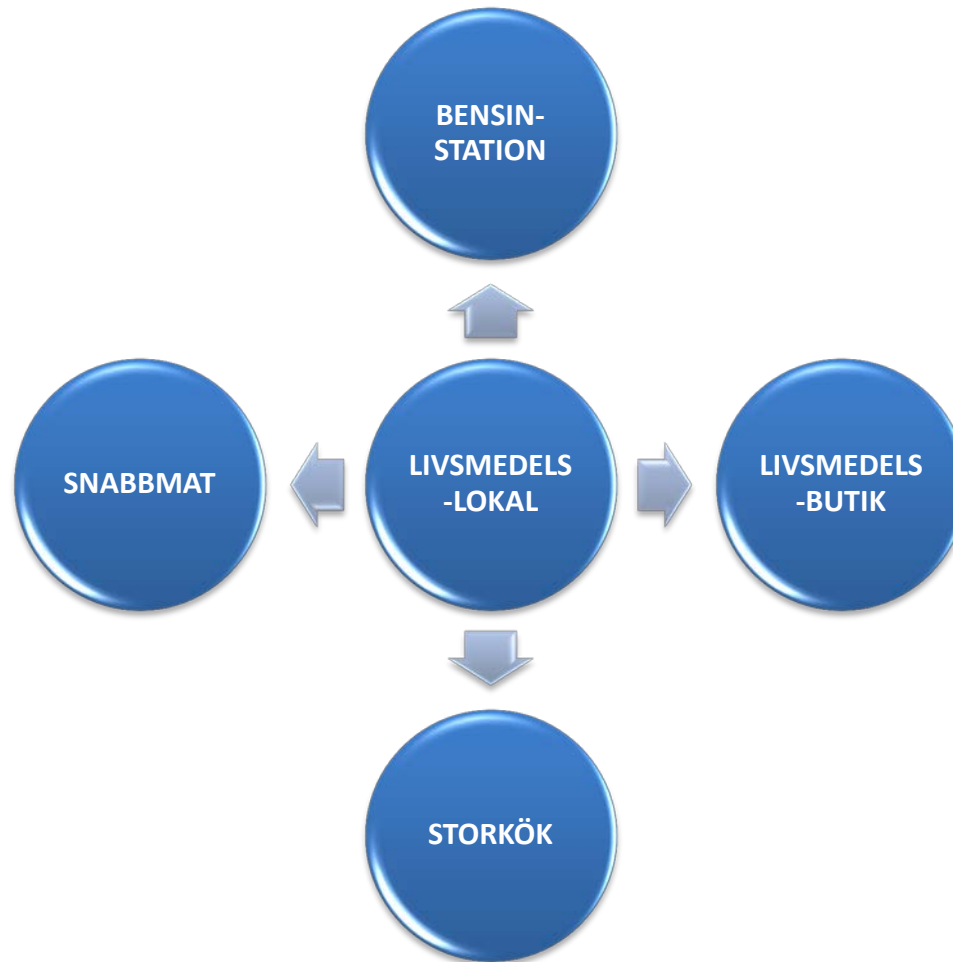 BENSIN-
STATION
SNABBMAT
LIVSMEDELS
-LOKAL
LIVSMEDELS
-BUTIK
STORKÖK